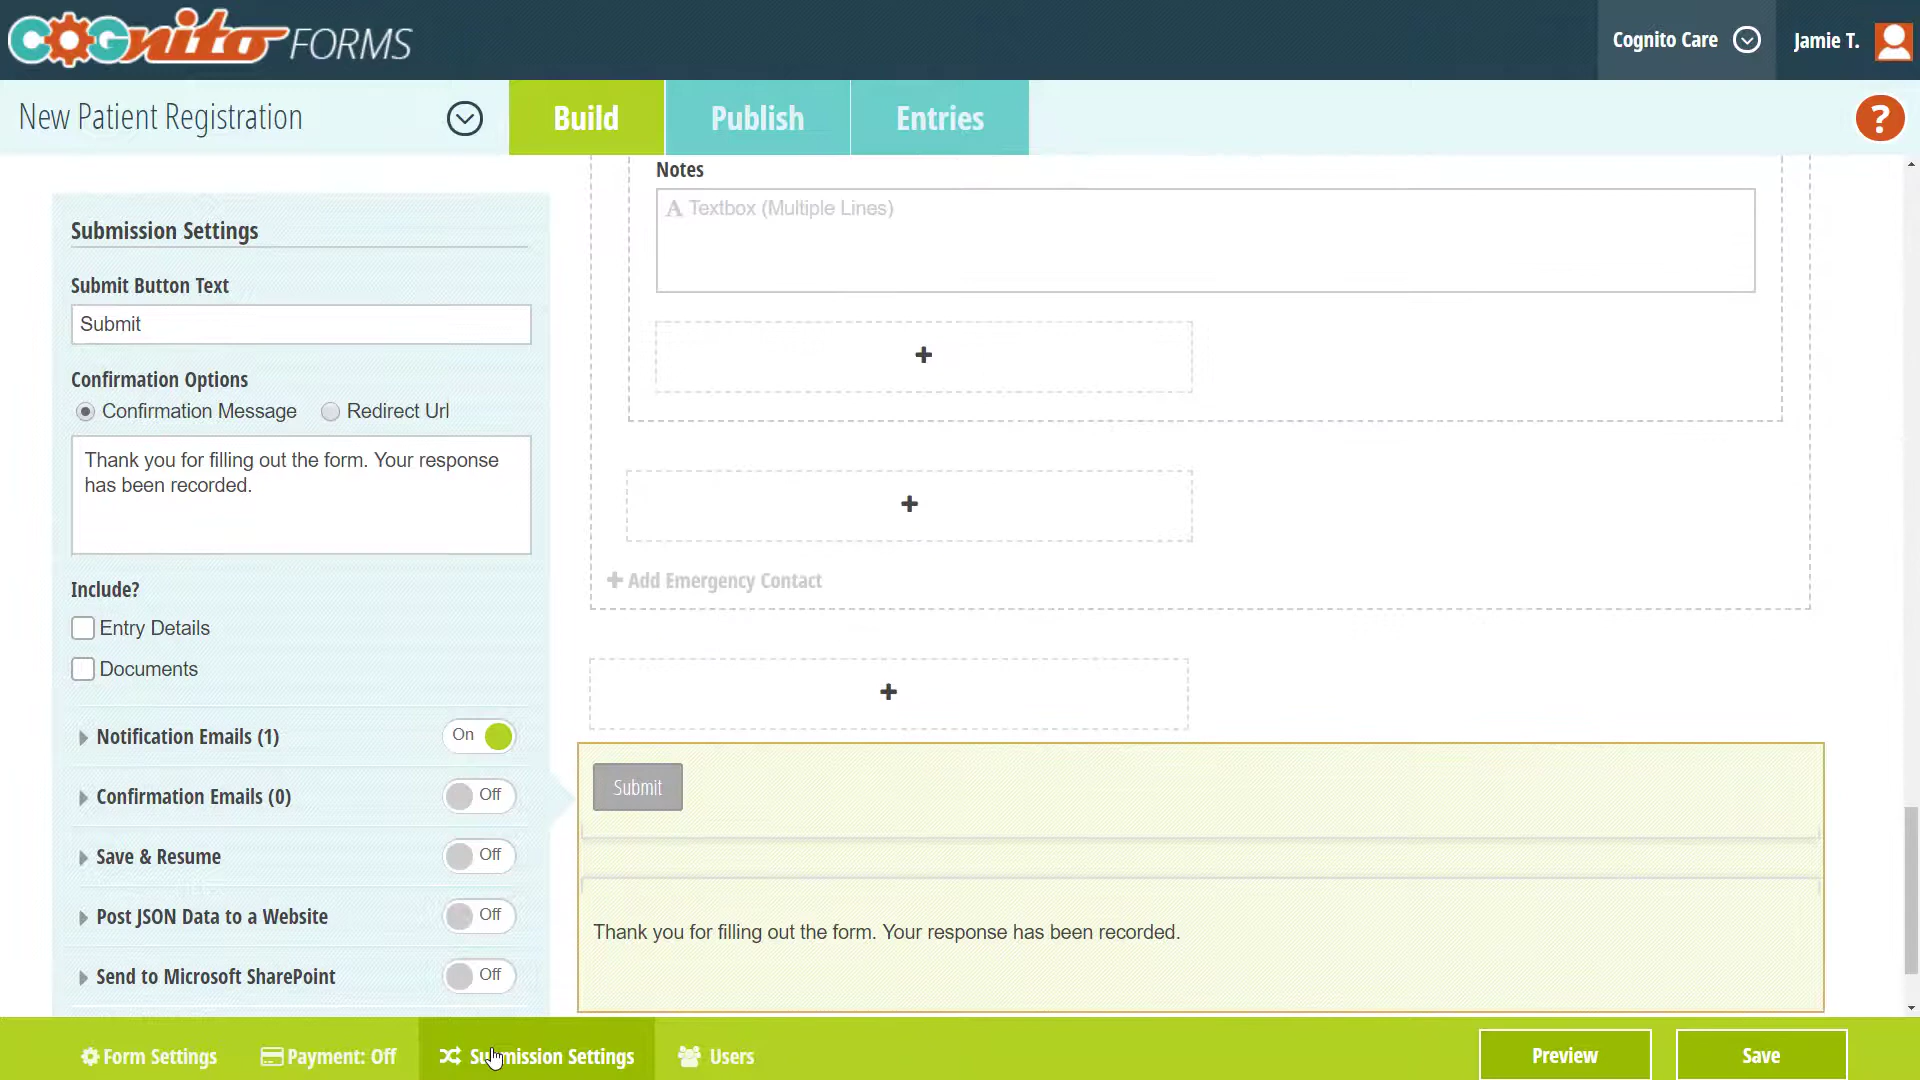 COGnito FORMS
Cognito Care
Jamie T.
New Patient Registration
Build
Publish
Entries
?
Submission Settings
Submit Button Text
Submit
Confirmation Options
Confirmation Message
Redirect Url
Thank you for filling out the form. Your response
has been recorded.
Include?
Entry Details
Documents
Notification Emails (1)
On
Confirmation Emails (0)
Off
Save & Resume
Off
Post JSON Data to a Website
Off
Send to Microsoft SharePoint
Off
Notes
A Textbox (Multiple Lines)
+
+
+ Add Emergency Contact
+
Submit
Thank you for filling out the form. Your response has been recorded.
Form Settings
Payment: Off
Submission Settings
Users
Preview
Save